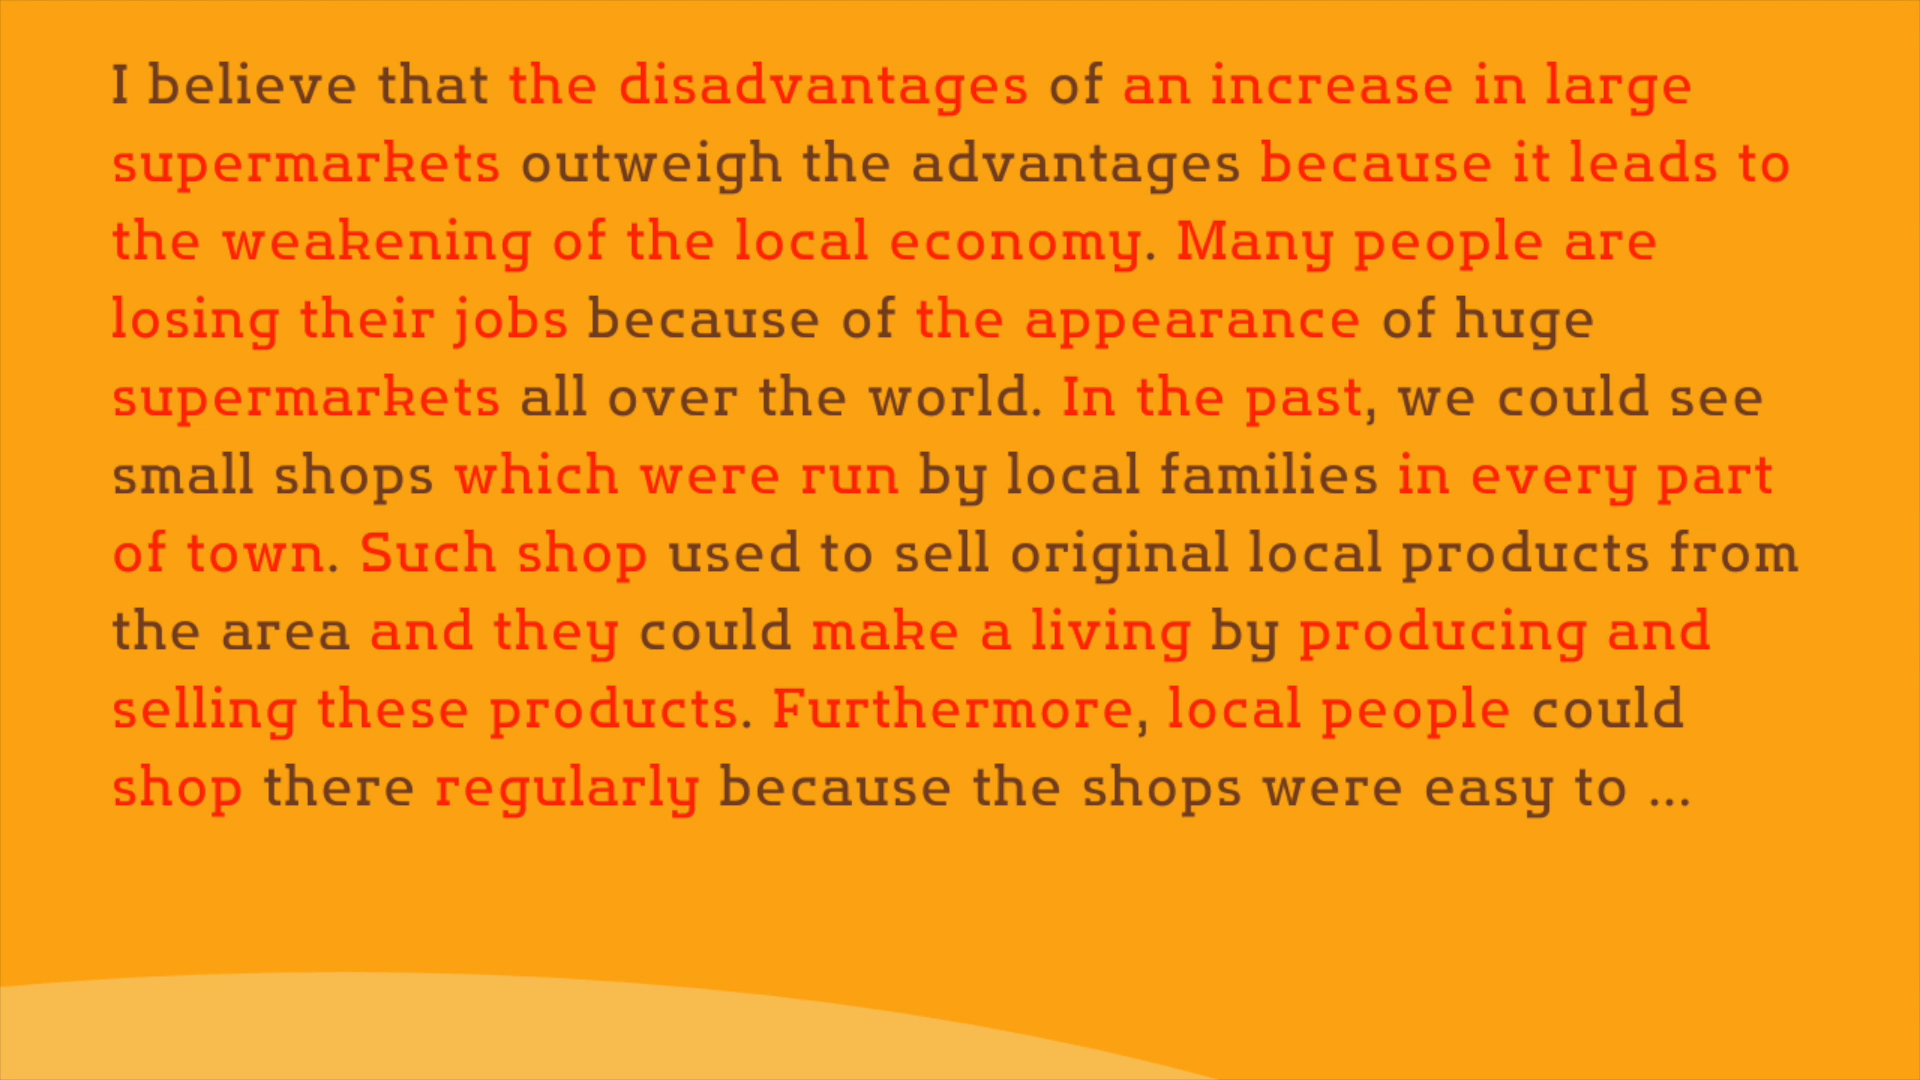 I believe that the disadvantages of an increase in large
supermarkets outweigh the advantages because it leads to
the weakening of the local economy. Many people are
losing their jobs because of the appearance of huge
supermarkets all over the world. In the past, we could see
small shops which were run by local families in every part
of town. Such shop used to sell original local products from
the area and they could make a living by producing and
selling these products. Furthermore, local people could
shop there regularly because the shops were easy to ...